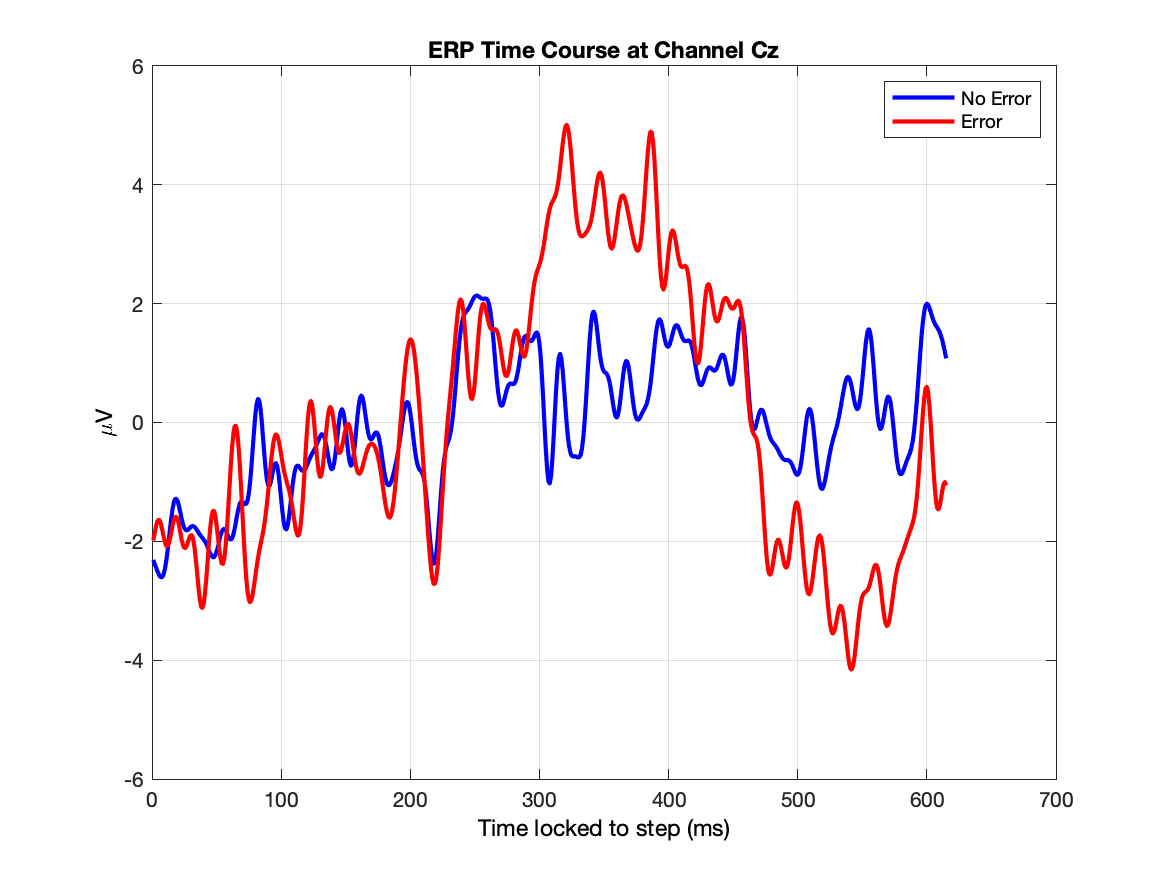 ERP Time Course at Channel Cz
No Error
Error
6
4
2
0
-2
-4
-6
μV
0 100 200 300 400 500 600 700
Time locked to step (ms)